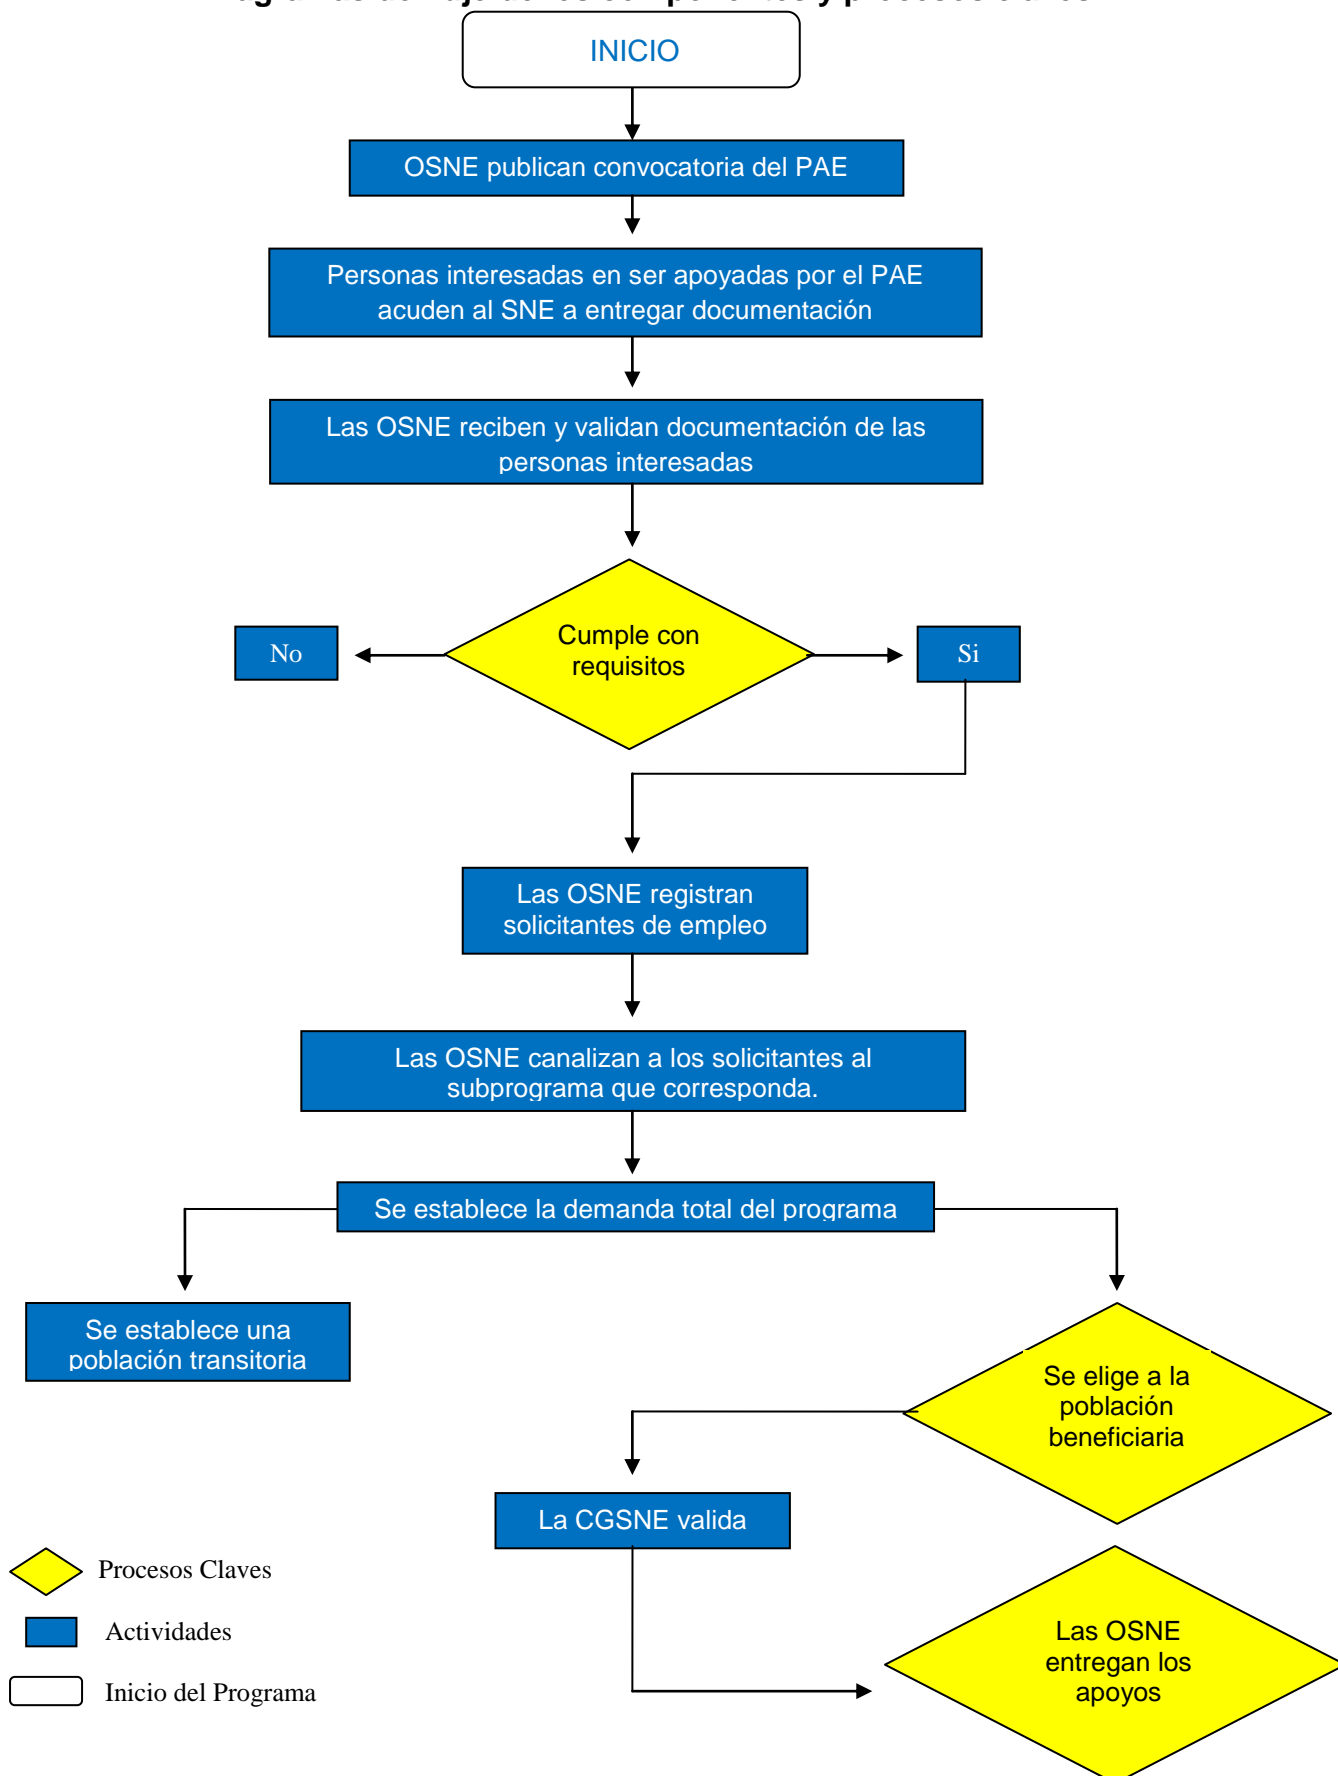 INICIO
OSNE publican convocatoria del PAE
Personas interesadas en ser apoyadas por el PAE
acuden al SNE a entregar documentación
Las OSNE reciben y validan documentación de las
personas interesadas
Cumple con
requisitos
No
Si
Las OSNE registran
solicitantes de empleo
Las OSNE canalizan a los solicitantes al
subprograma que corresponda.
Se establece la demanda total del programa
Se establece una
población transitoria
Se elige a la
población
beneficiaria
La CGSNE valida
Las OSNE
entregan los
apoyos
Procesos Claves
Actividades
Inicio del Programa